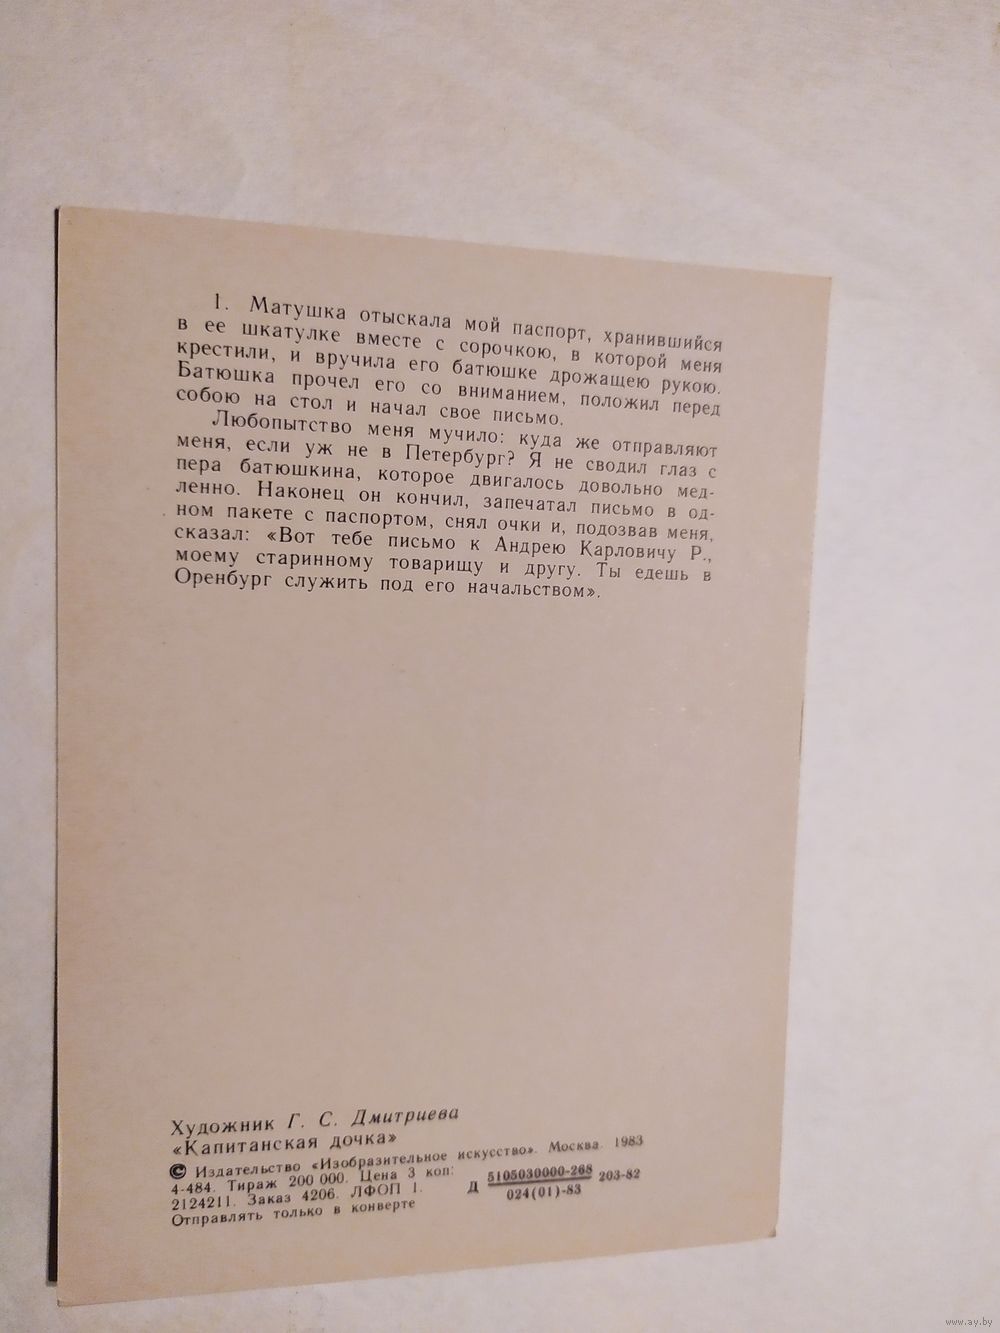 1. Матушка отыскала мой паспорт, хранившийся
в ее шкатулке вместе с сорочкою, в которой меня
крестили, и вручила его батюшке дрожащею рукою.
Батюшка прочел его со вниманием, положил перед
собою на стол и начал свое письмо.
Любопытство меня мучило: куда же отправляют
меня, если уж не в Петербург? Я не сводил глаз с
пера батюшкина, которое двигалось довольно мед-
ленно. Наконец он кончил, запечатал письмо в од-
ном пакете с паспортом, снял очки и, подозвав меня,
сказал: «Вот тебе письмо к Андрею Карловичу Р.,
моему старинному товарищу и другу. Ты едешь в
Оренбург служить под его начальством».
Художник Г. С. Дмитриева
«Капитанская дочка»
© Издательство «Изобразительное искусство». Москва. 1983
4-484. Тираж 200 000. Цена 3 коп.
2124211. Заказ 4206. ЛФОП 1.
Д 5105030000-268 203-82
024(01)-83
Отправлять только в конверте
www.ay.by